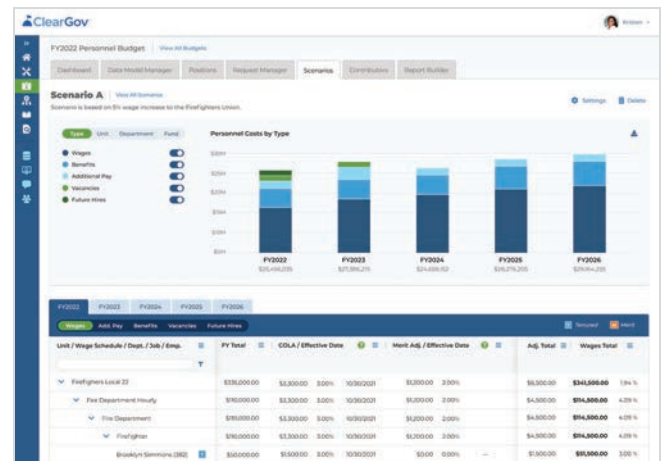 ClearGov
Kristen
FY2022 Personnel Budget View All Budgets
Dashboard Data Model Manager Positions Request Manager Scenarios Contributors Report Builder
Scenario A View All Scenarios
Scenario is based on 5% wage increase to the Firefighters Union.
Settings Delete
Type Unit Department Fund
Personnel Costs by Type
Wages
Benefits
Additional Pay
Vacancies
Future Hires
$30M
$25M
$20M
$15M
$10M
$0M
FY2022 FY2023 FY2024 FY2025 FY2026
FY2022 FY2023 FY2024 FY2025 FY2026
Wages Add. Pay Benefits Vacancies Future Hires
Tenured Merit
Unit / Wage Schedule / Dept. / Job / Emp. FY Total COLA / Effective Date Merit Adj. / Effective Date Adj. Total Wages Total
Firefighers Local 22 $335,000.00 $3,300.00 3.00% 10/30/2021 $1,200.00 2.00% $6,500.00 $341,500.00 1.94 %
Fire Department Hourly $110,000.00 $3,300.00 3.00% 10/30/2021 $1,200.00 2.00% $4,500.00 $114,500.00 4.09 %
Fire Department $110,000.00 $3,300.00 3.00% 10/30/2021 $1,200.00 2.00% $4,500.00 $114,500.00 4.09 %
Firefighter $110,000.00 $3,300.00 3.00% 10/30/2021 $1,200.00 2.00% $4,500.00 $114,500.00 4.09 %
Brooklyn Simmons (382) $50,000.00 $1,500.00 3.00% 10/30/2021 $0.00 0.00% -- $1,500.00 $51,500.00 3.00 %